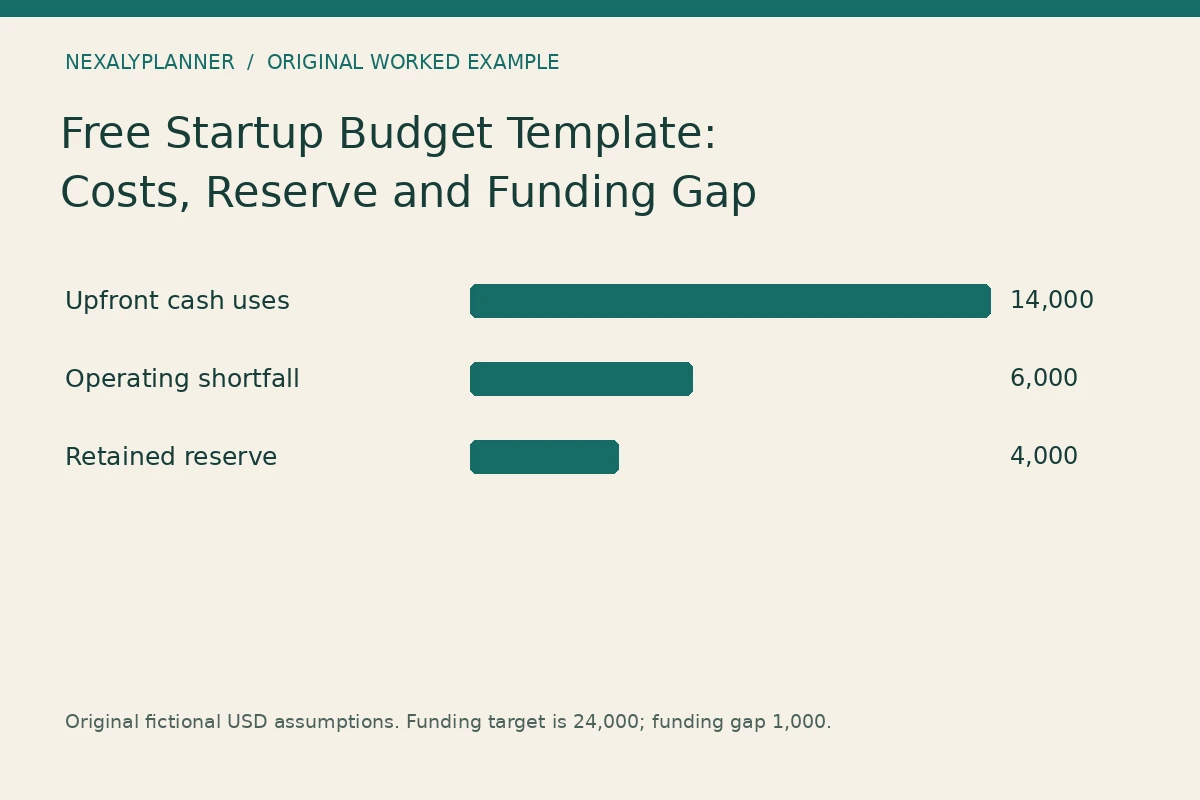 NEXALYPLANNER / ORIGINAL WORKED EXAMPLE
Free Startup Budget Template:
Costs, Reserve and Funding Gap
Upfront cash uses 14,000
Operating shortfall 6,000
Retained reserve 4,000
Original fictional USD assumptions. Funding target is 24,000; funding gap 1,000.